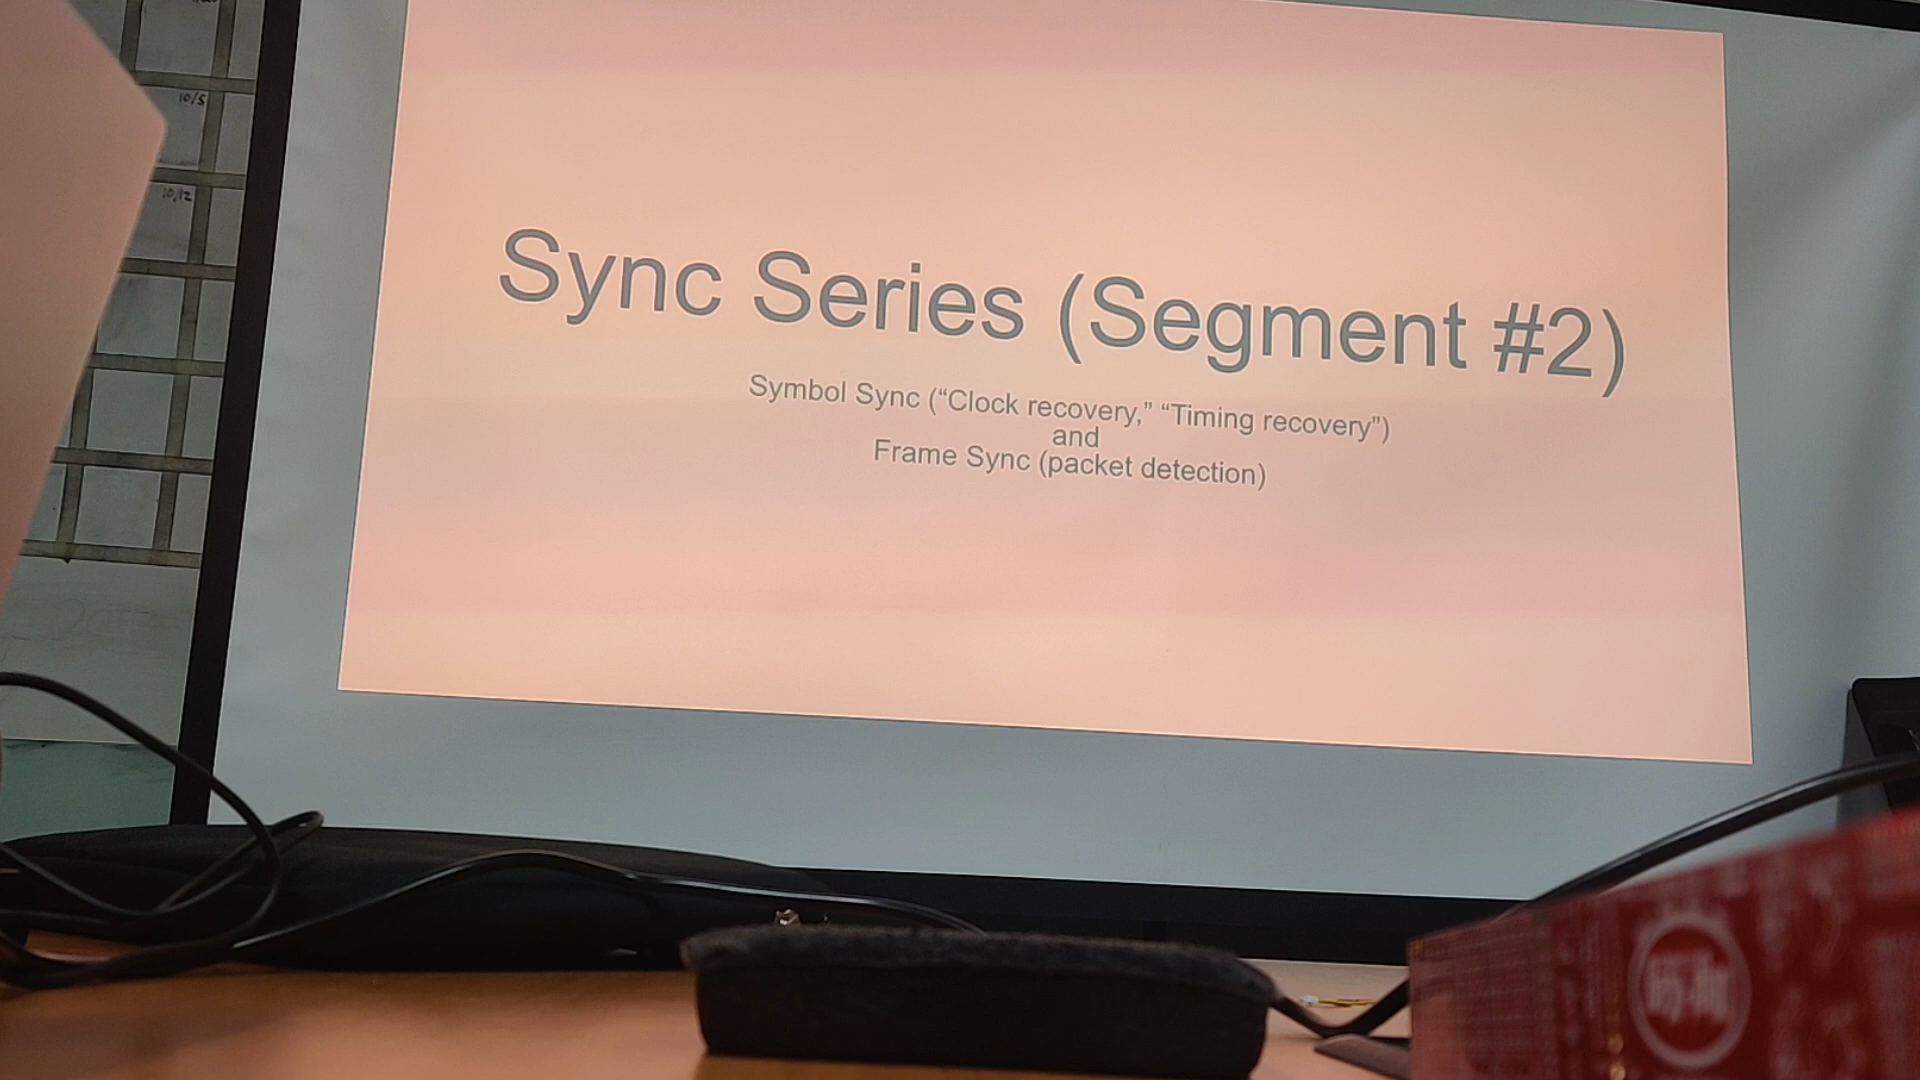 10/5
10/12
Sync Series (Segment #2)
Symbol Sync (“Clock recovery,” “Timing recovery”)
and
Frame Sync (packet detection)